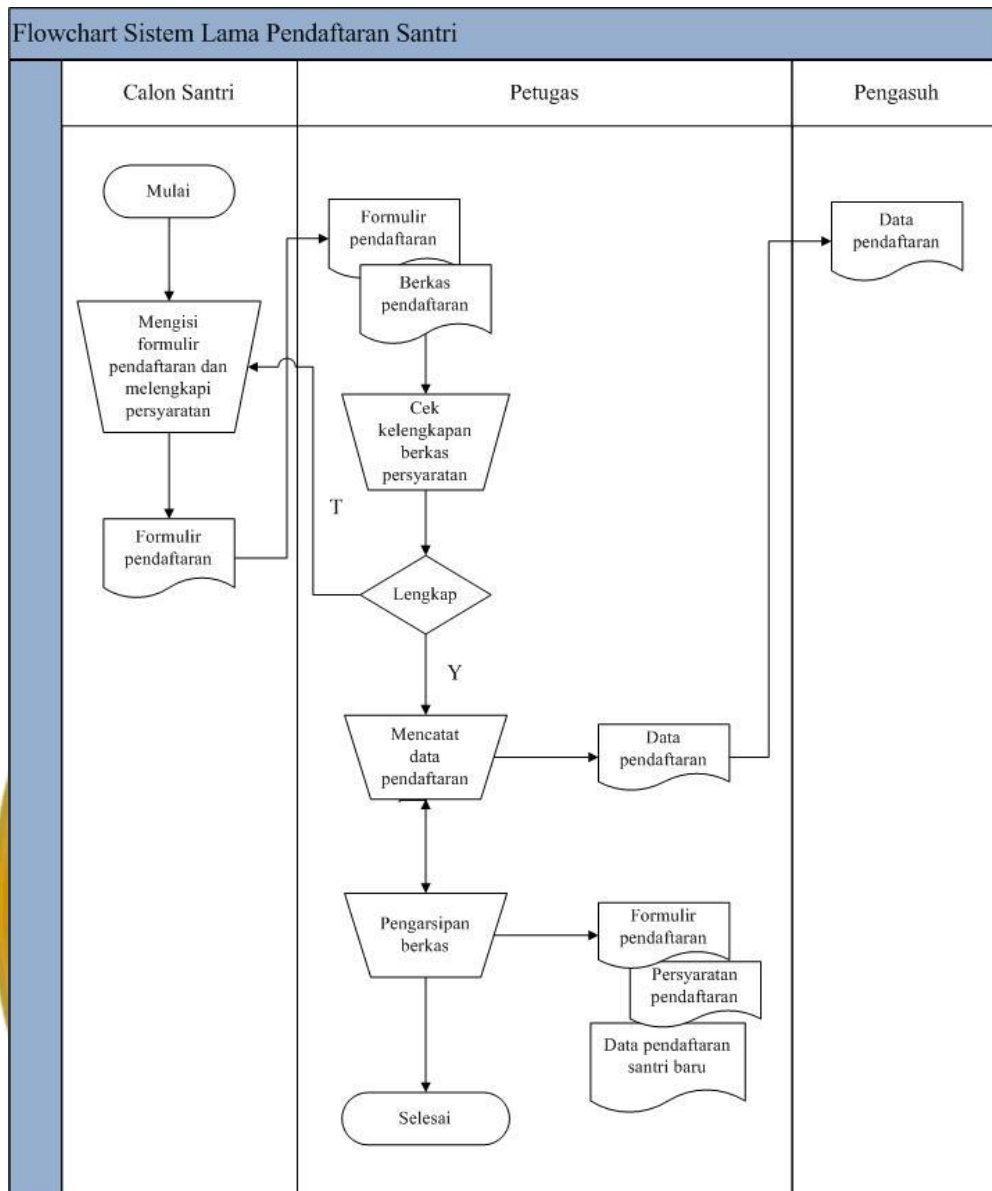 Flowchart Sistem Lama Pendaftaran Santri
Calon Santri
Petugas
Pengasuh
Mulai
Mengisi
formulir
pendaftaran dan
melengkapi
persyaratan
Formulir
pendaftaran
Formulir
pendaftaran
Berkas
pendaftaran
Cek
kelengkapan
berkas
persyaratan
T
Lengkap
Y
Mencatat
data
pendaftaran
Data
pendaftaran
Data
pendaftaran
Pengarsipan
berkas
Formulir
pendaftaran
Persyaratan
pendaftaran
Data pendaftaran
santri baru
Selesai